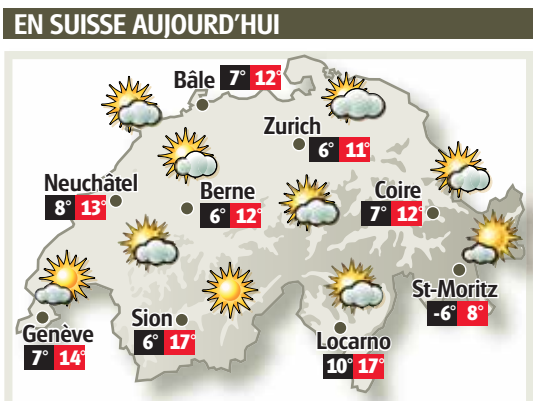 EN SUISSE AUJOURD'HUI
Bâle 7° 12°
Zurich
6° 11°
Neuchâtel
8° 13°
Berne
6° 12°
Coire
7° 12°
St-Moritz
-6° 8°
Genève
7° 14°
Sion
6° 17°
Locarno
10° 17°